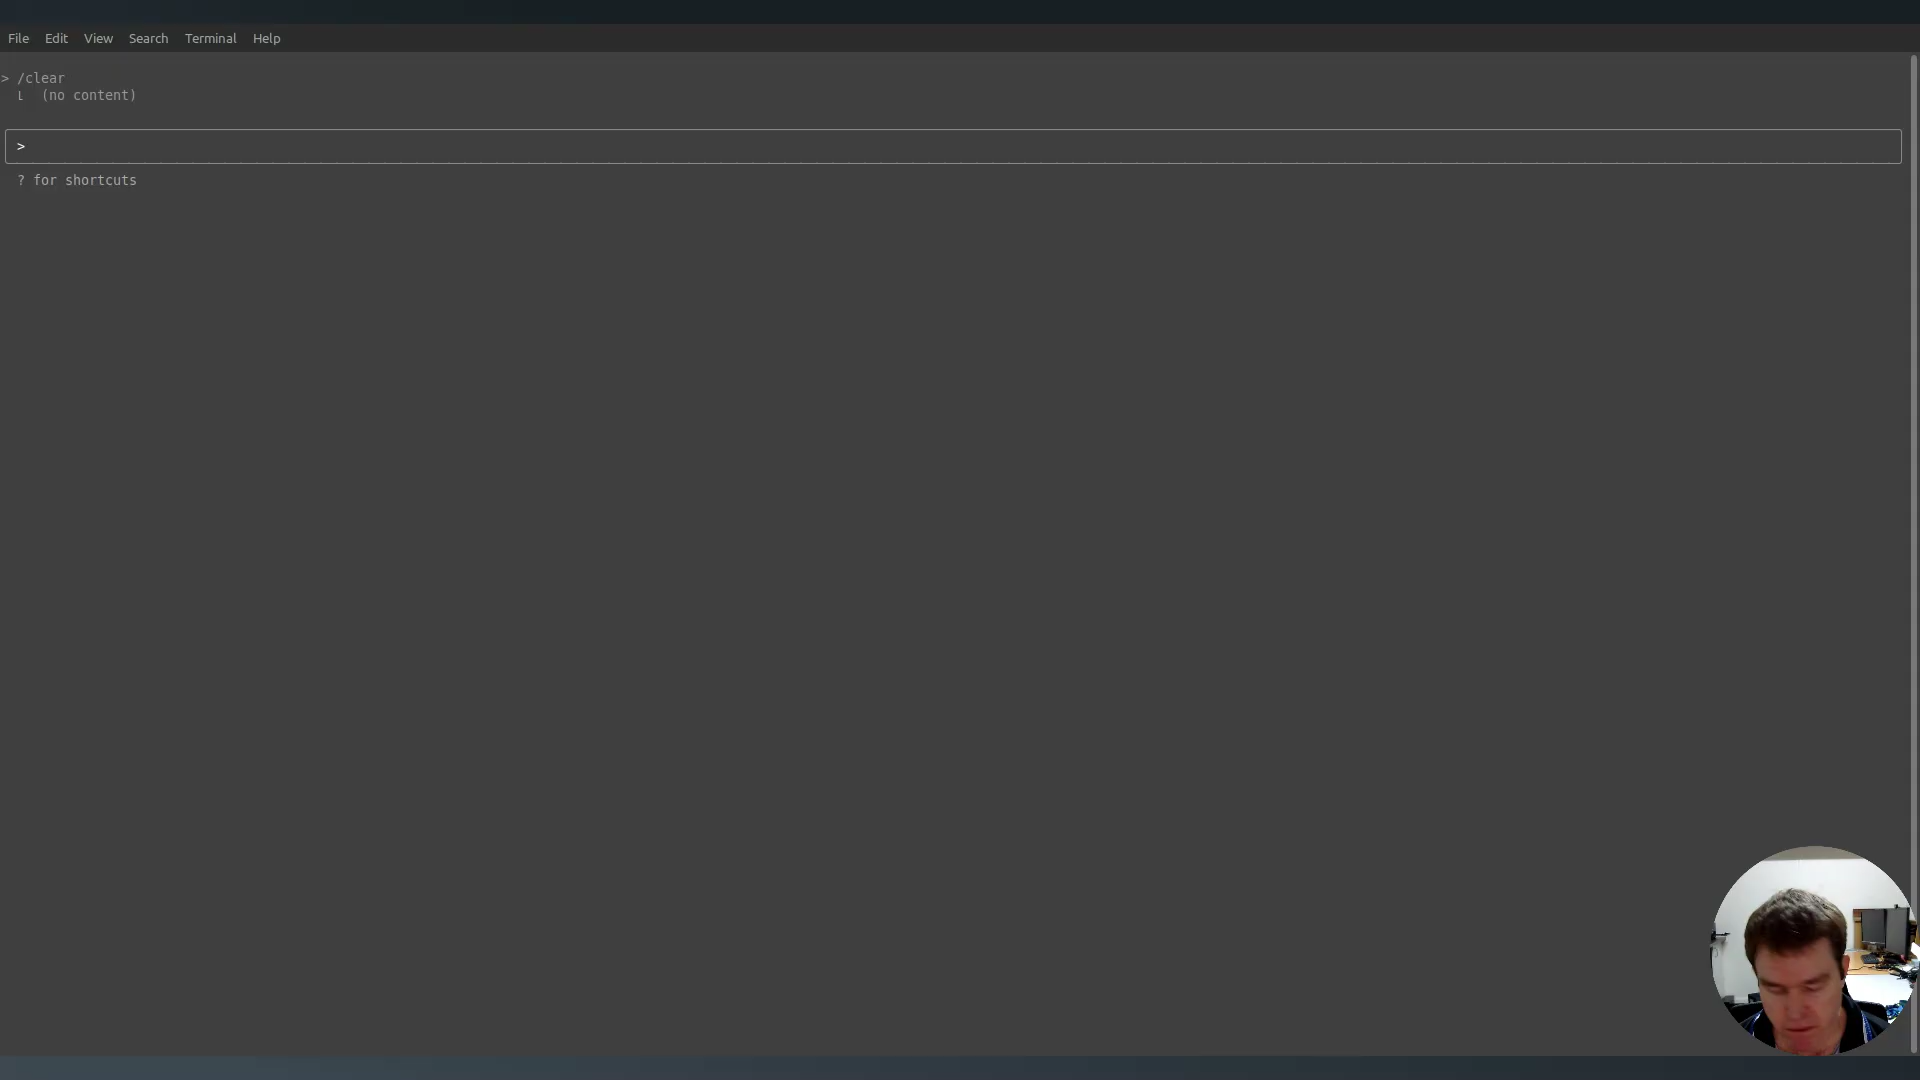 File Edit View Search Terminal Help
> /clear
⎿ (no content)
>
? for shortcuts